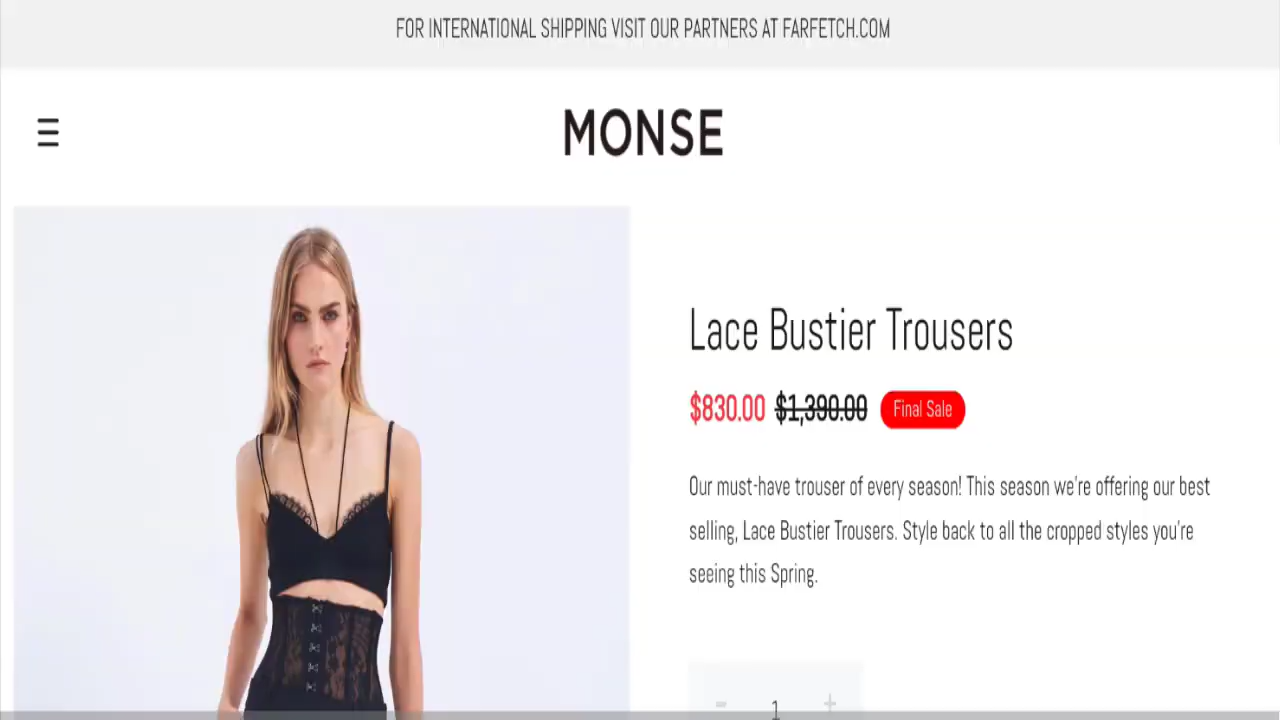 FOR INTERNATIONAL SHIPPING VISIT OUR PARTNERS AT FARFETCH.COM
MONSE
Lace Bustier Trousers
$830.00 $1,390.00 Final Sale
Our must-have trouser of every season! This season we're offering our best
selling, Lace Bustier Trousers. Style back to all the cropped styles you're
seeing this Spring.
- 1 +